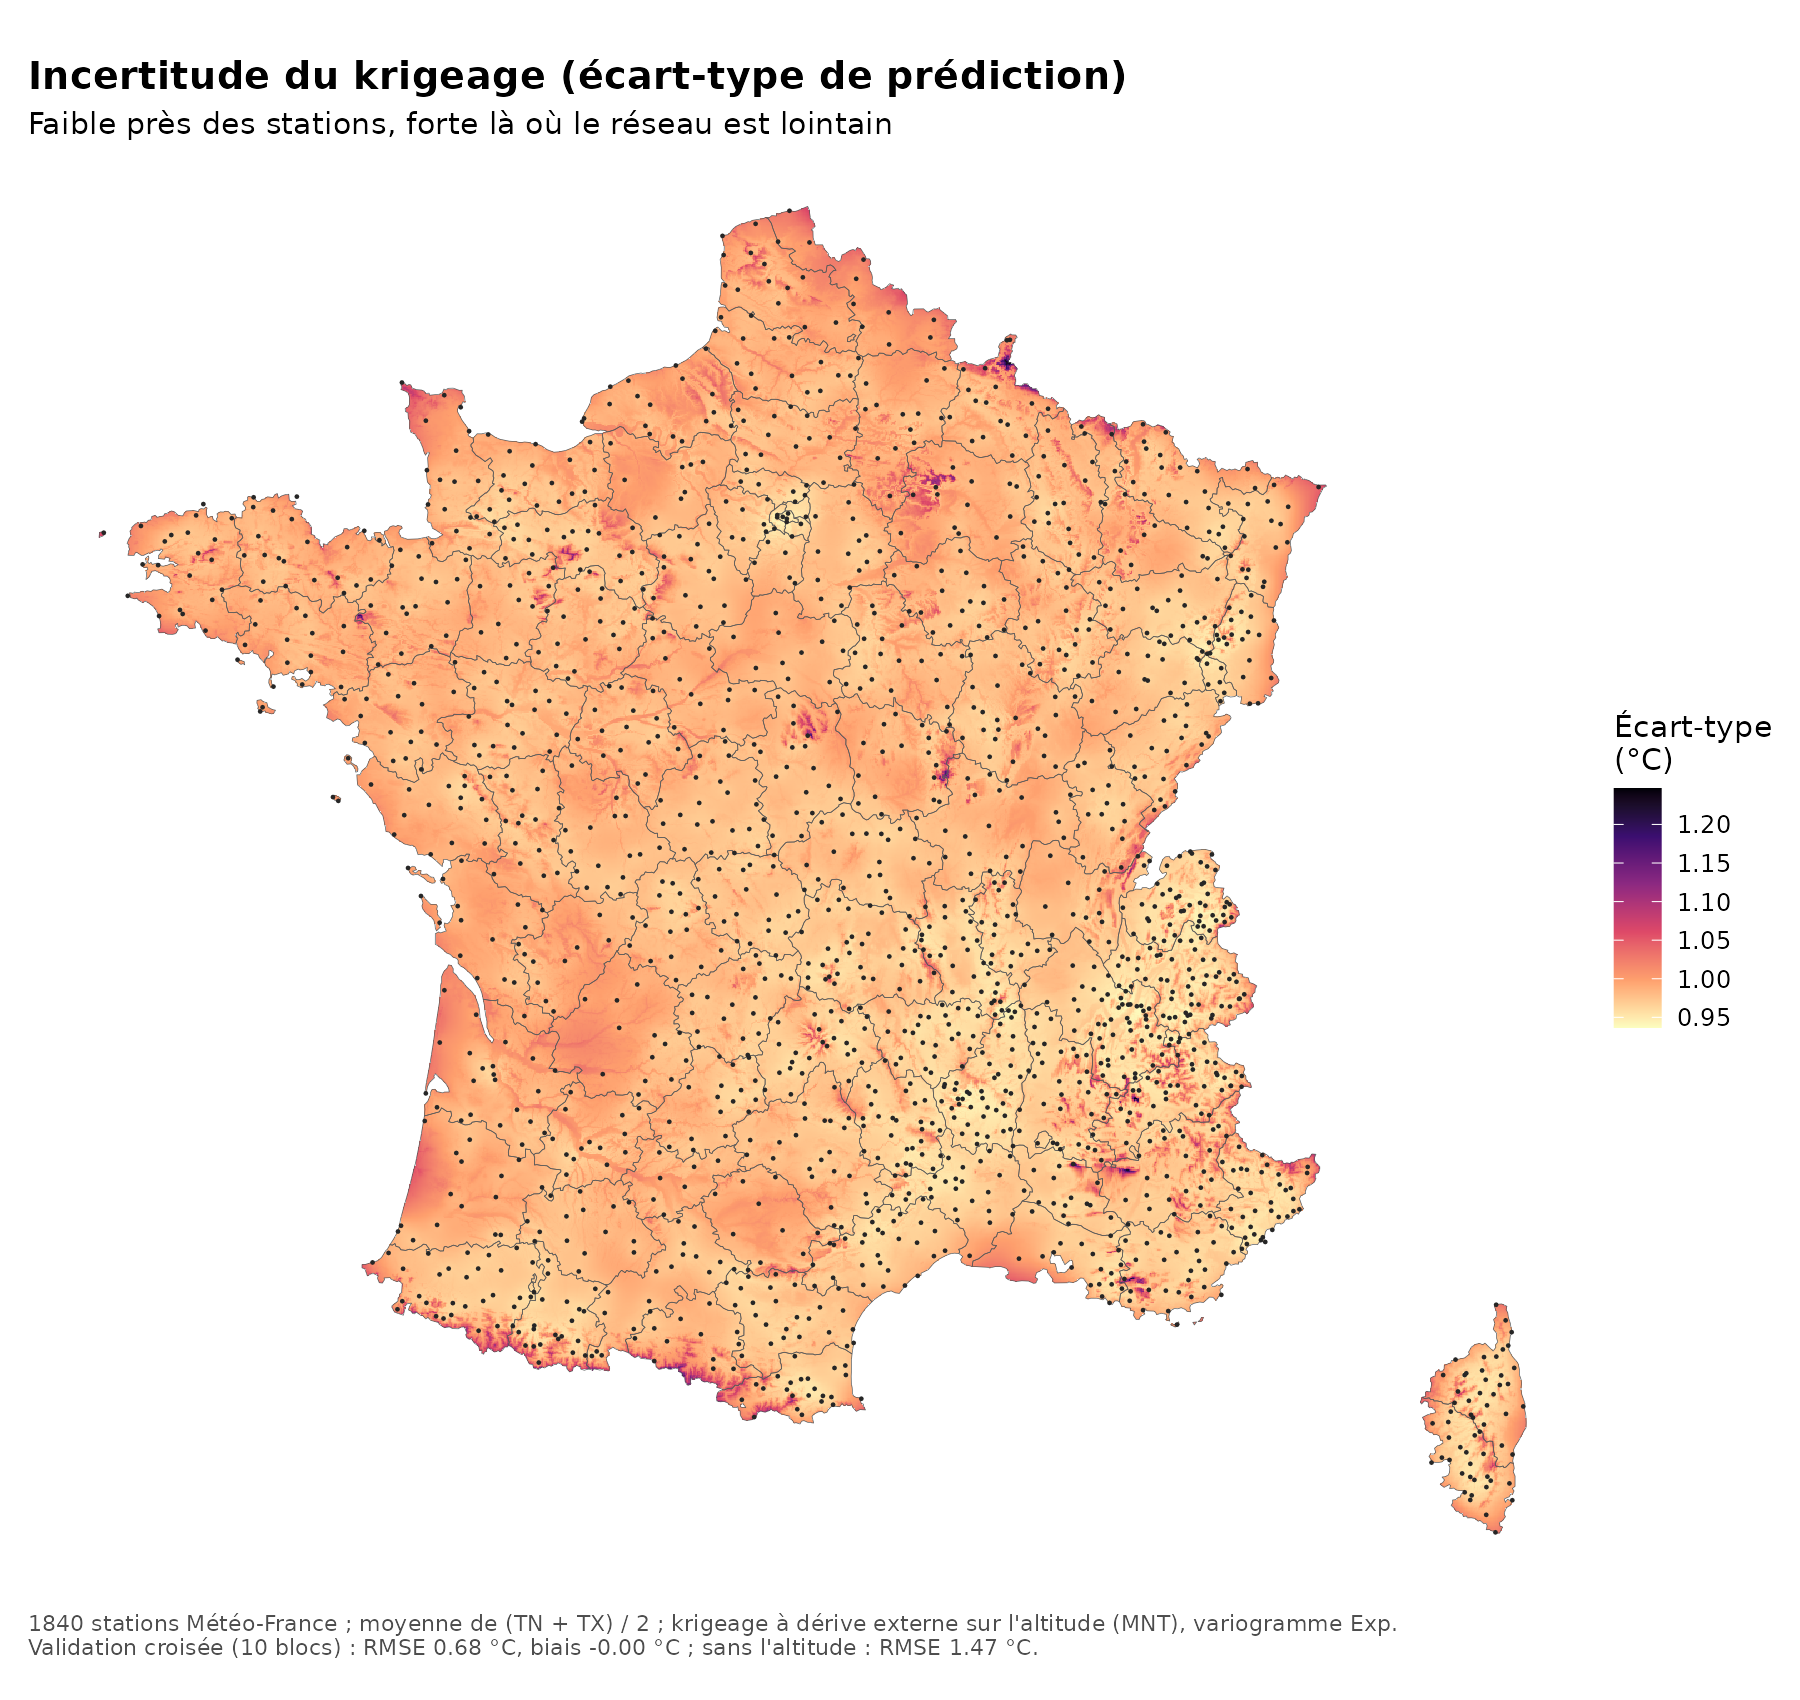 Incertitude du krigeage (écart-type de prédiction)
Faible près des stations, forte là où le réseau est lointain
Écart-type
(°C)
1.20
1.15
1.10
1.05
1.00
0.95
1840 stations Météo-France ; moyenne de (TN + TX) / 2 ; krigeage à dérive externe sur l'altitude (MNT), variogramme Exp.
Validation croisée (10 blocs) : RMSE 0.68 °C, biais -0.00 °C ; sans l'altitude : RMSE 1.47 °C.